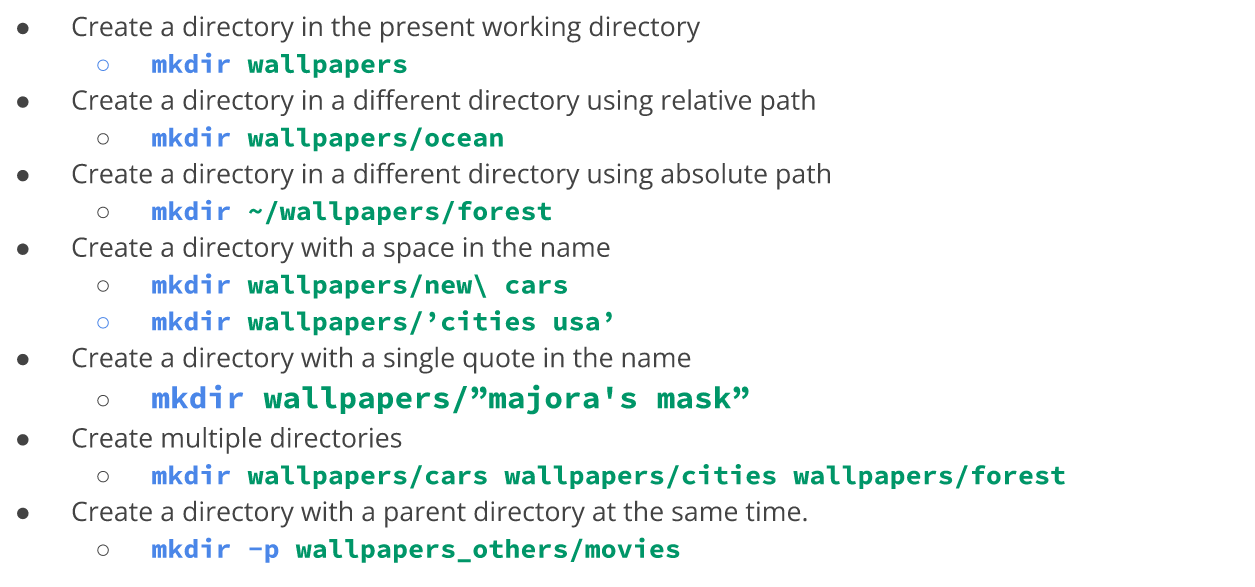 ● Create a directory in the present working directory
○ mkdir wallpapers
● Create a directory in a different directory using relative path
○ mkdir wallpapers/ocean
● Create a directory in a different directory using absolute path
○ mkdir ~/wallpapers/forest
● Create a directory with a space in the name
○ mkdir wallpapers/new\ cars
○ mkdir wallpapers/’cities usa’
● Create a directory with a single quote in the name
○ mkdir wallpapers/”majora's mask”
● Create multiple directories
○ mkdir wallpapers/cars wallpapers/cities wallpapers/forest
● Create a directory with a parent directory at the same time.
○ mkdir -p wallpapers_others/movies